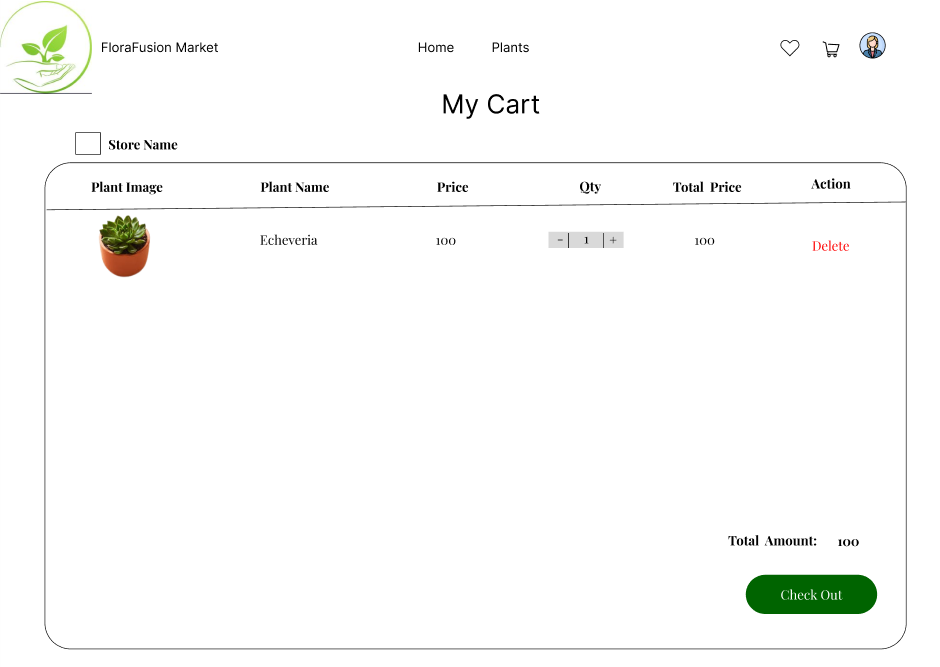 FloraFusion Market Home Plants
My Cart
Store Name
Plant Image Plant Name Price Qty Total Price Action
Echeveria 100 - 1 + 100 Delete
Total Amount: 100
Check Out